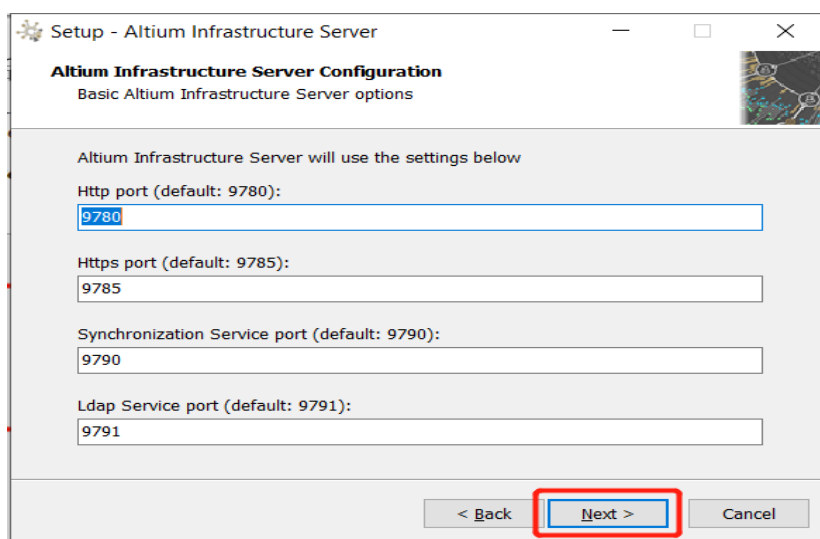 Setup - Altium Infrastructure Server
Altium Infrastructure Server Configuration
Basic Altium Infrastructure Server options
Altium Infrastructure Server will use the settings below
Http port (default: 9780):
9780
Https port (default: 9785):
9785
Synchronization Service port (default: 9790):
9790
Ldap Service port (default: 9791):
9791
< Back Next > Cancel